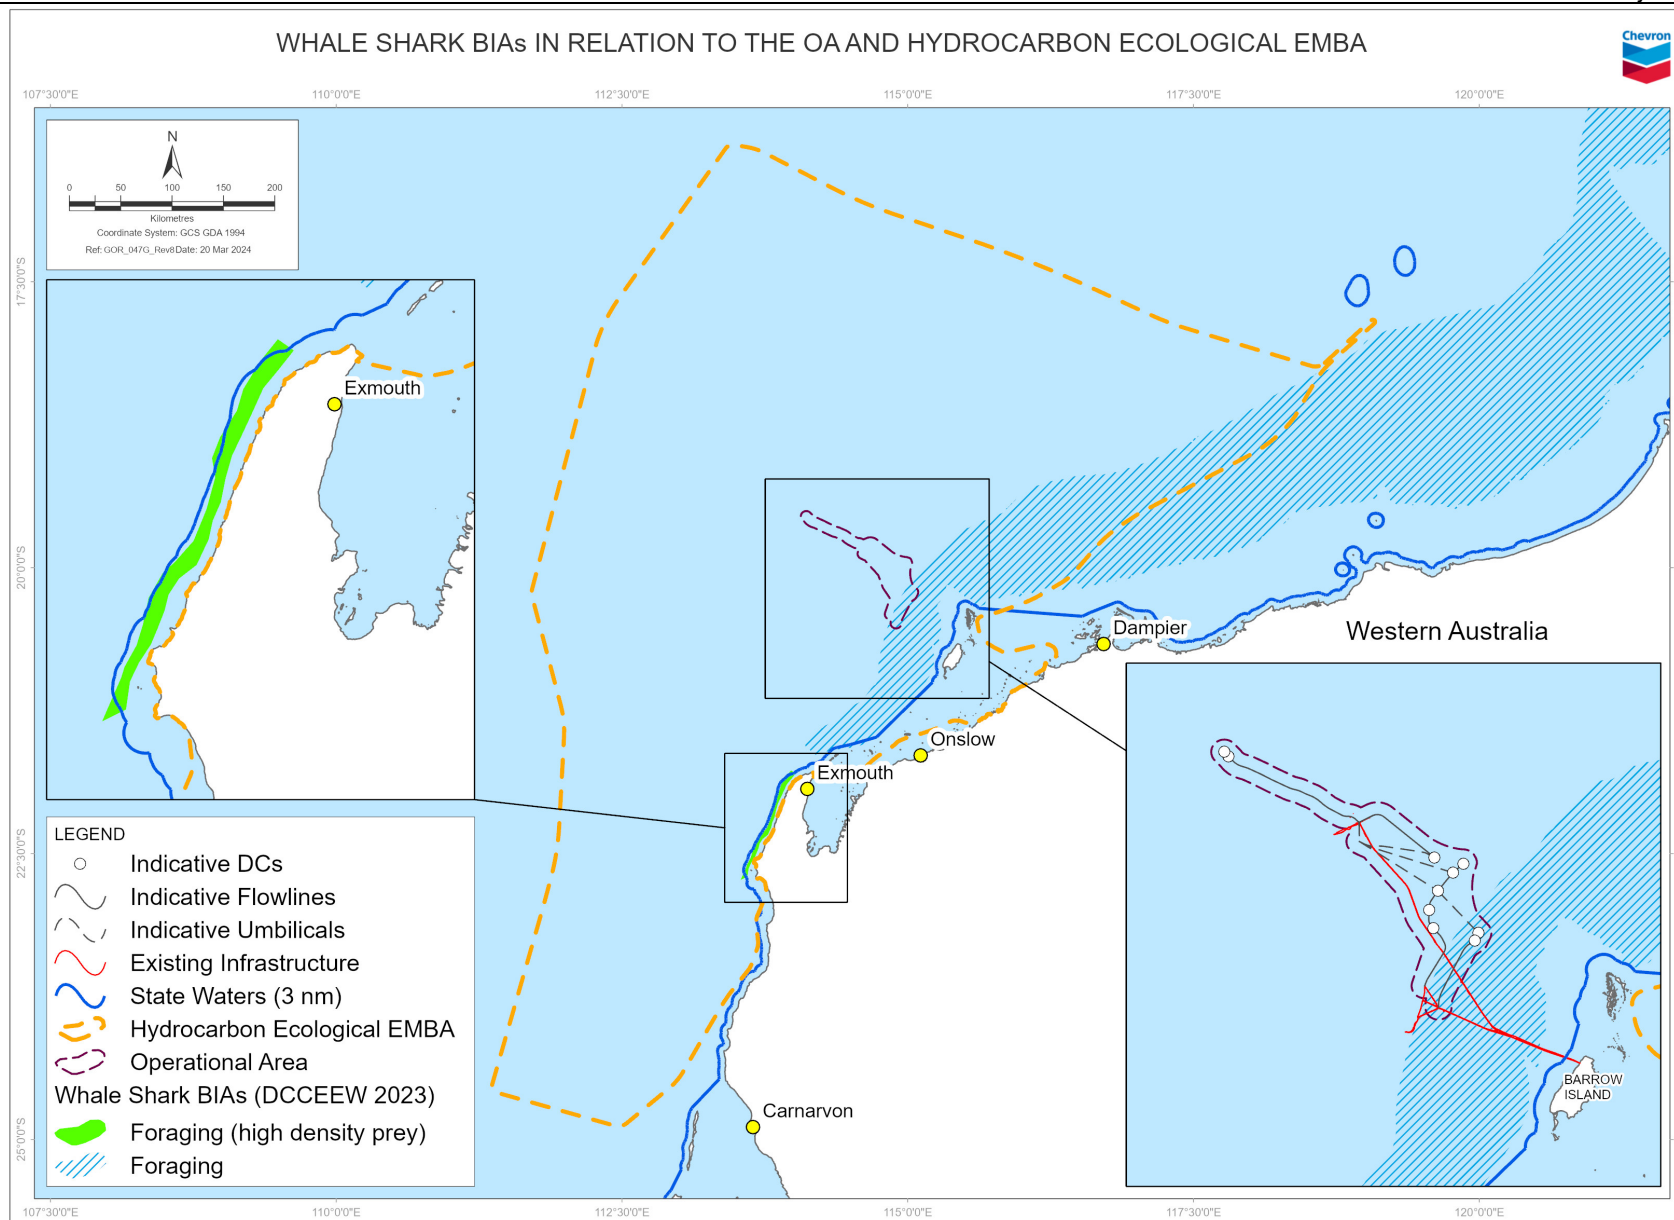 WHALE SHARK BIAs IN RELATION TO THE OA AND HYDROCARBON ECOLOGICAL EMBA
Chevron
107°30'0"E 110°0'0"E 112°30'0"E 115°0'0"E 117°30'0"E 120°0'0"E
N
0 50 100 150 200
Kilometres
Coordinate System: GCS GDA 1994
Ref: GOR_047G_Rev8 Date: 20 Mar 2024
17°30'0"S
20°0'0"S
22°30'0"S
25°0'0"S
Exmouth
Dampier
Western Australia
Onslow
Exmouth
Carnarvon
BARROW
ISLAND
LEGEND
Indicative DCs
Indicative Flowlines
Indicative Umbilicals
Existing Infrastructure
State Waters (3 nm)
Hydrocarbon Ecological EMBA
Operational Area
Whale Shark BIAs (DCCEEW 2023)
Foraging (high density prey)
Foraging
107°30'0"E 110°0'0"E 112°30'0"E 115°0'0"E 117°30'0"E 120°0'0"E